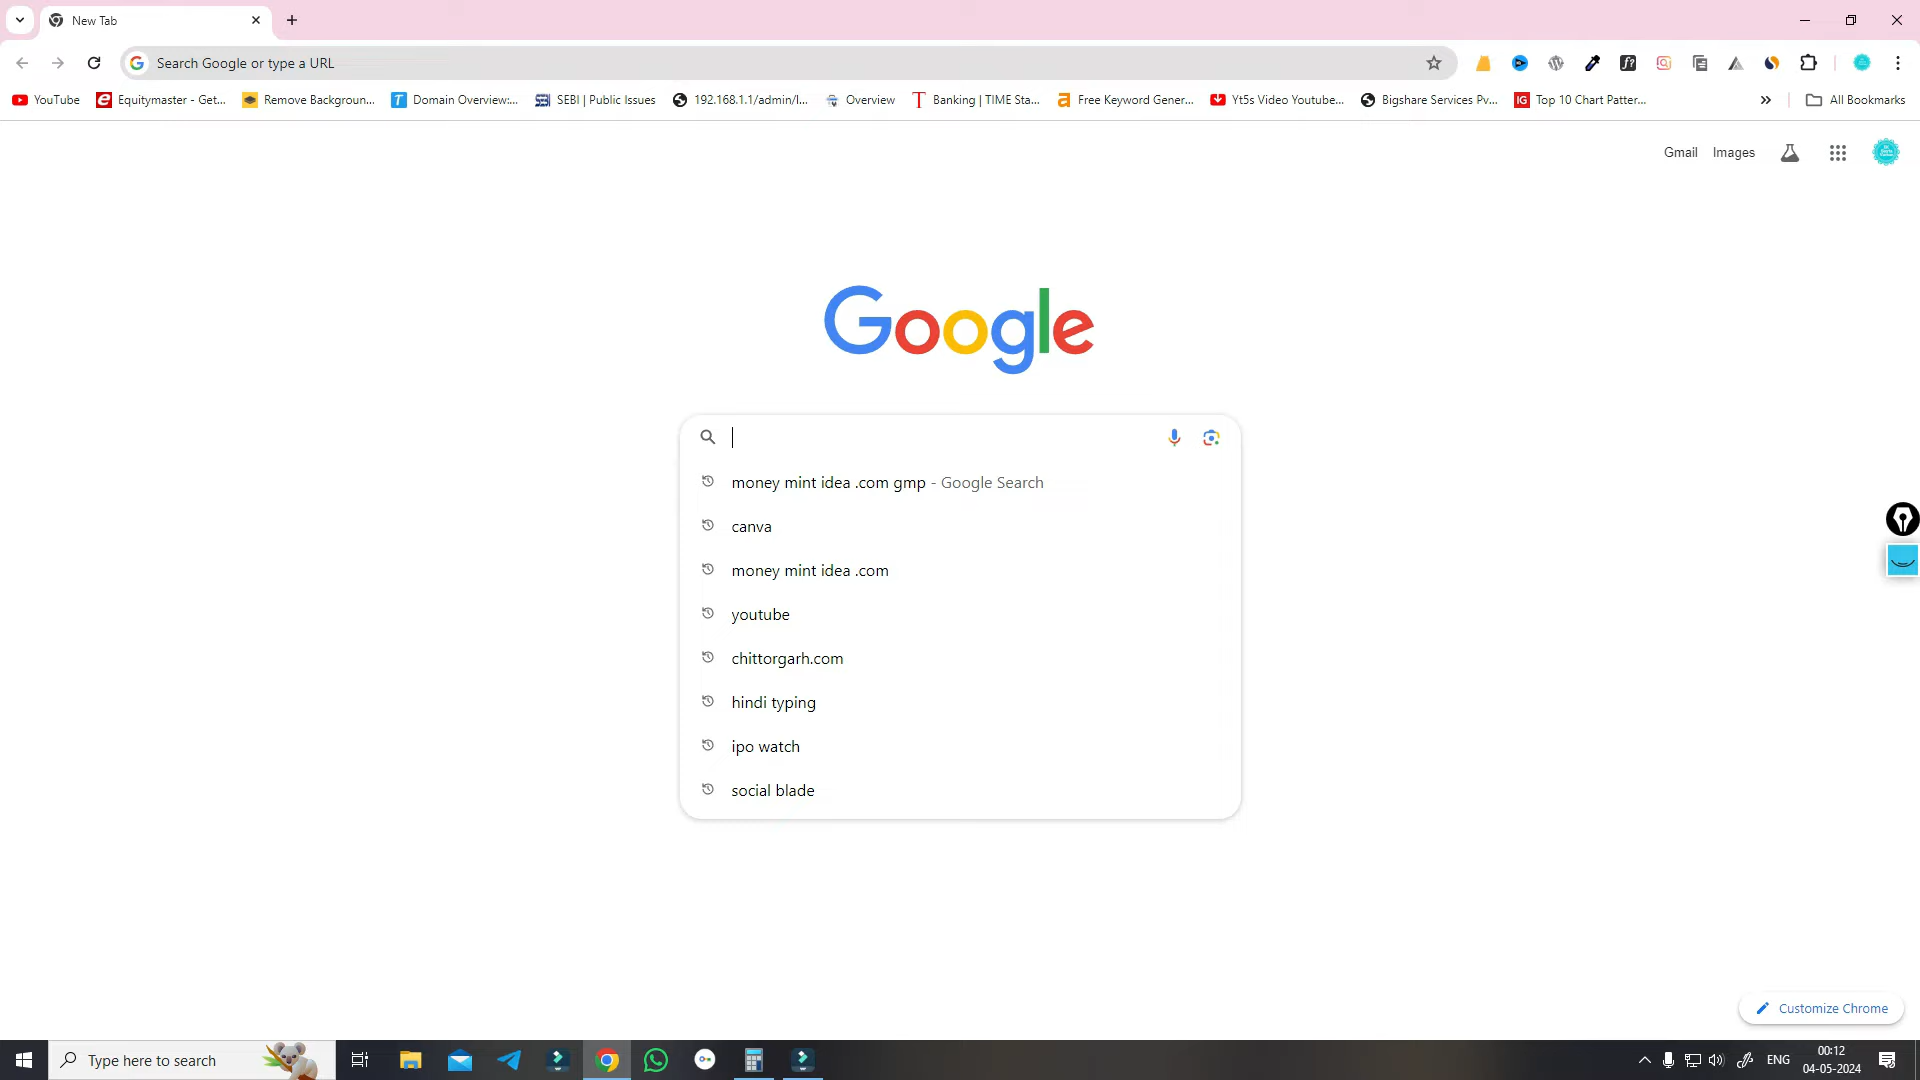 New Tab
Search Google or type a URL
YouTube
Equitymaster - Get...
Remove Backgroun...
Domain Overview:...
SEBI | Public Issues
192.168.1.1/admin/l...
Overview
Banking | TIME Sta...
Free Keyword Gener...
Yt5s Video Youtube...
Bigshare Services Pv...
IG
Top 10 Chart Patter...
All Bookmarks
Gmail
Images
Google
money mint idea .com gmp - Google Search
canva
money mint idea .com
youtube
chittorgarh.com
hindi typing
ipo watch
social blade
Customize Chrome
Type here to search
ENG
00:12
04-05-2024